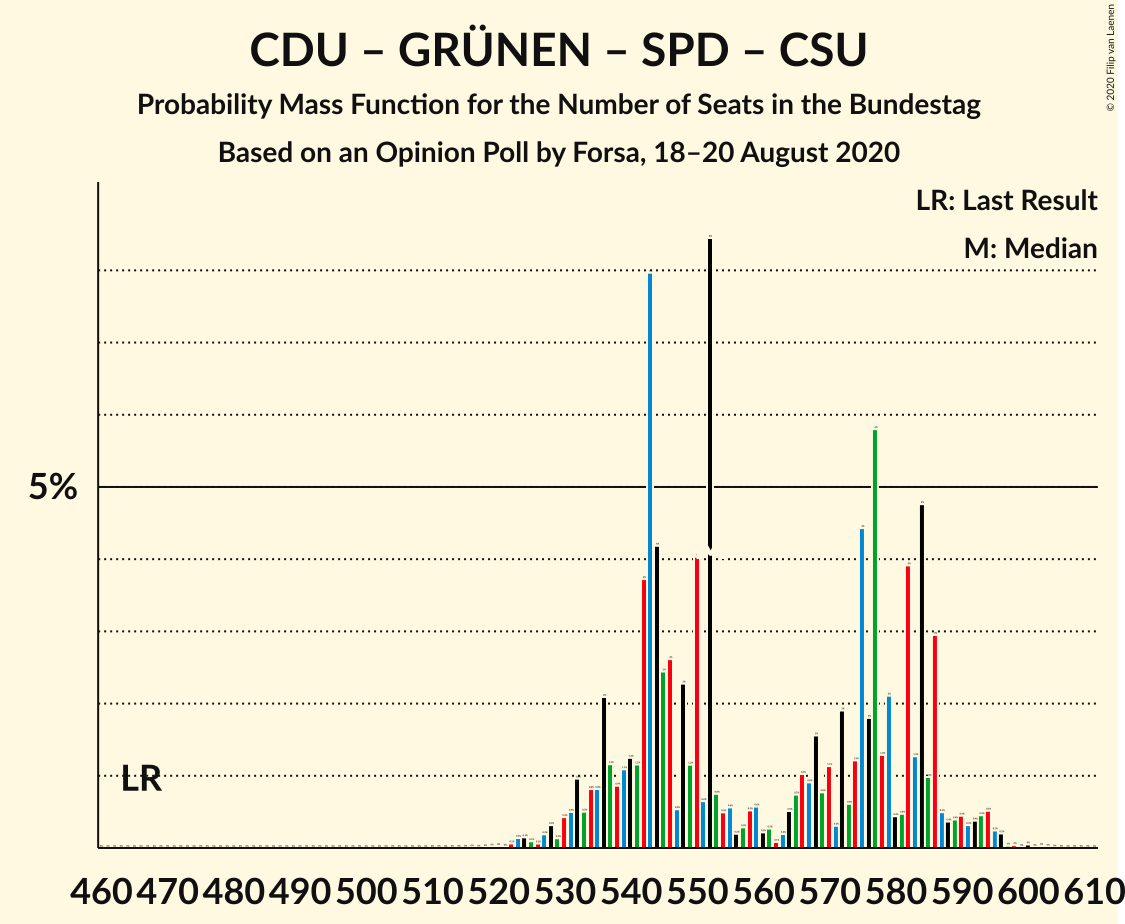 CDU – GRÜNEN – SPD – CSU
Probability Mass Function for the Number of Seats in the Bundestag
Based on an Opinion Poll by Forsa, 18–20 August 2020
© 2020 Filip van Laenen
LR: Last Result
M: Median
5%
LR
460 470 480 490 500 510 520 530 540 550 560 570 580 590 600 610